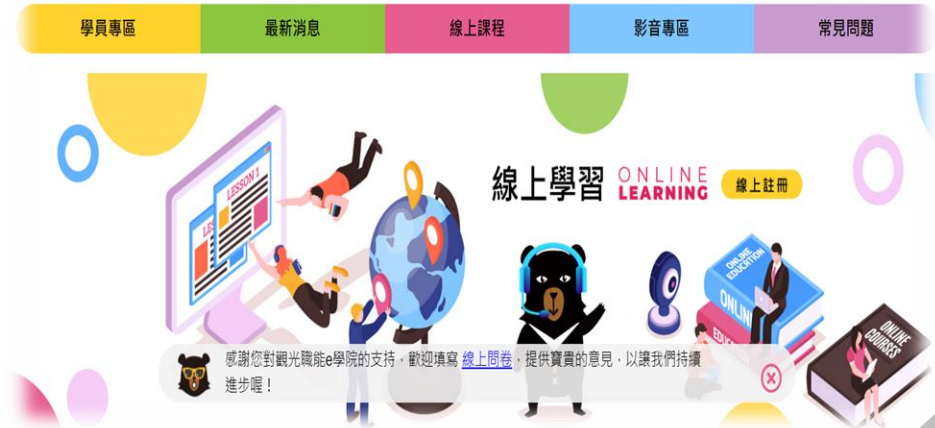 學員專區
最新消息
線上課程
影音專區
常見問題
LESSON 1
線上學習
ONLINE
LEARNING
線上註冊
ONLINE
EDUCATION
ONLINE
COURSES
感謝您對觀光職能e學院的支持，歡迎填寫 線上問卷，提供寶貴的意見，以讓我們持續
進步喔！